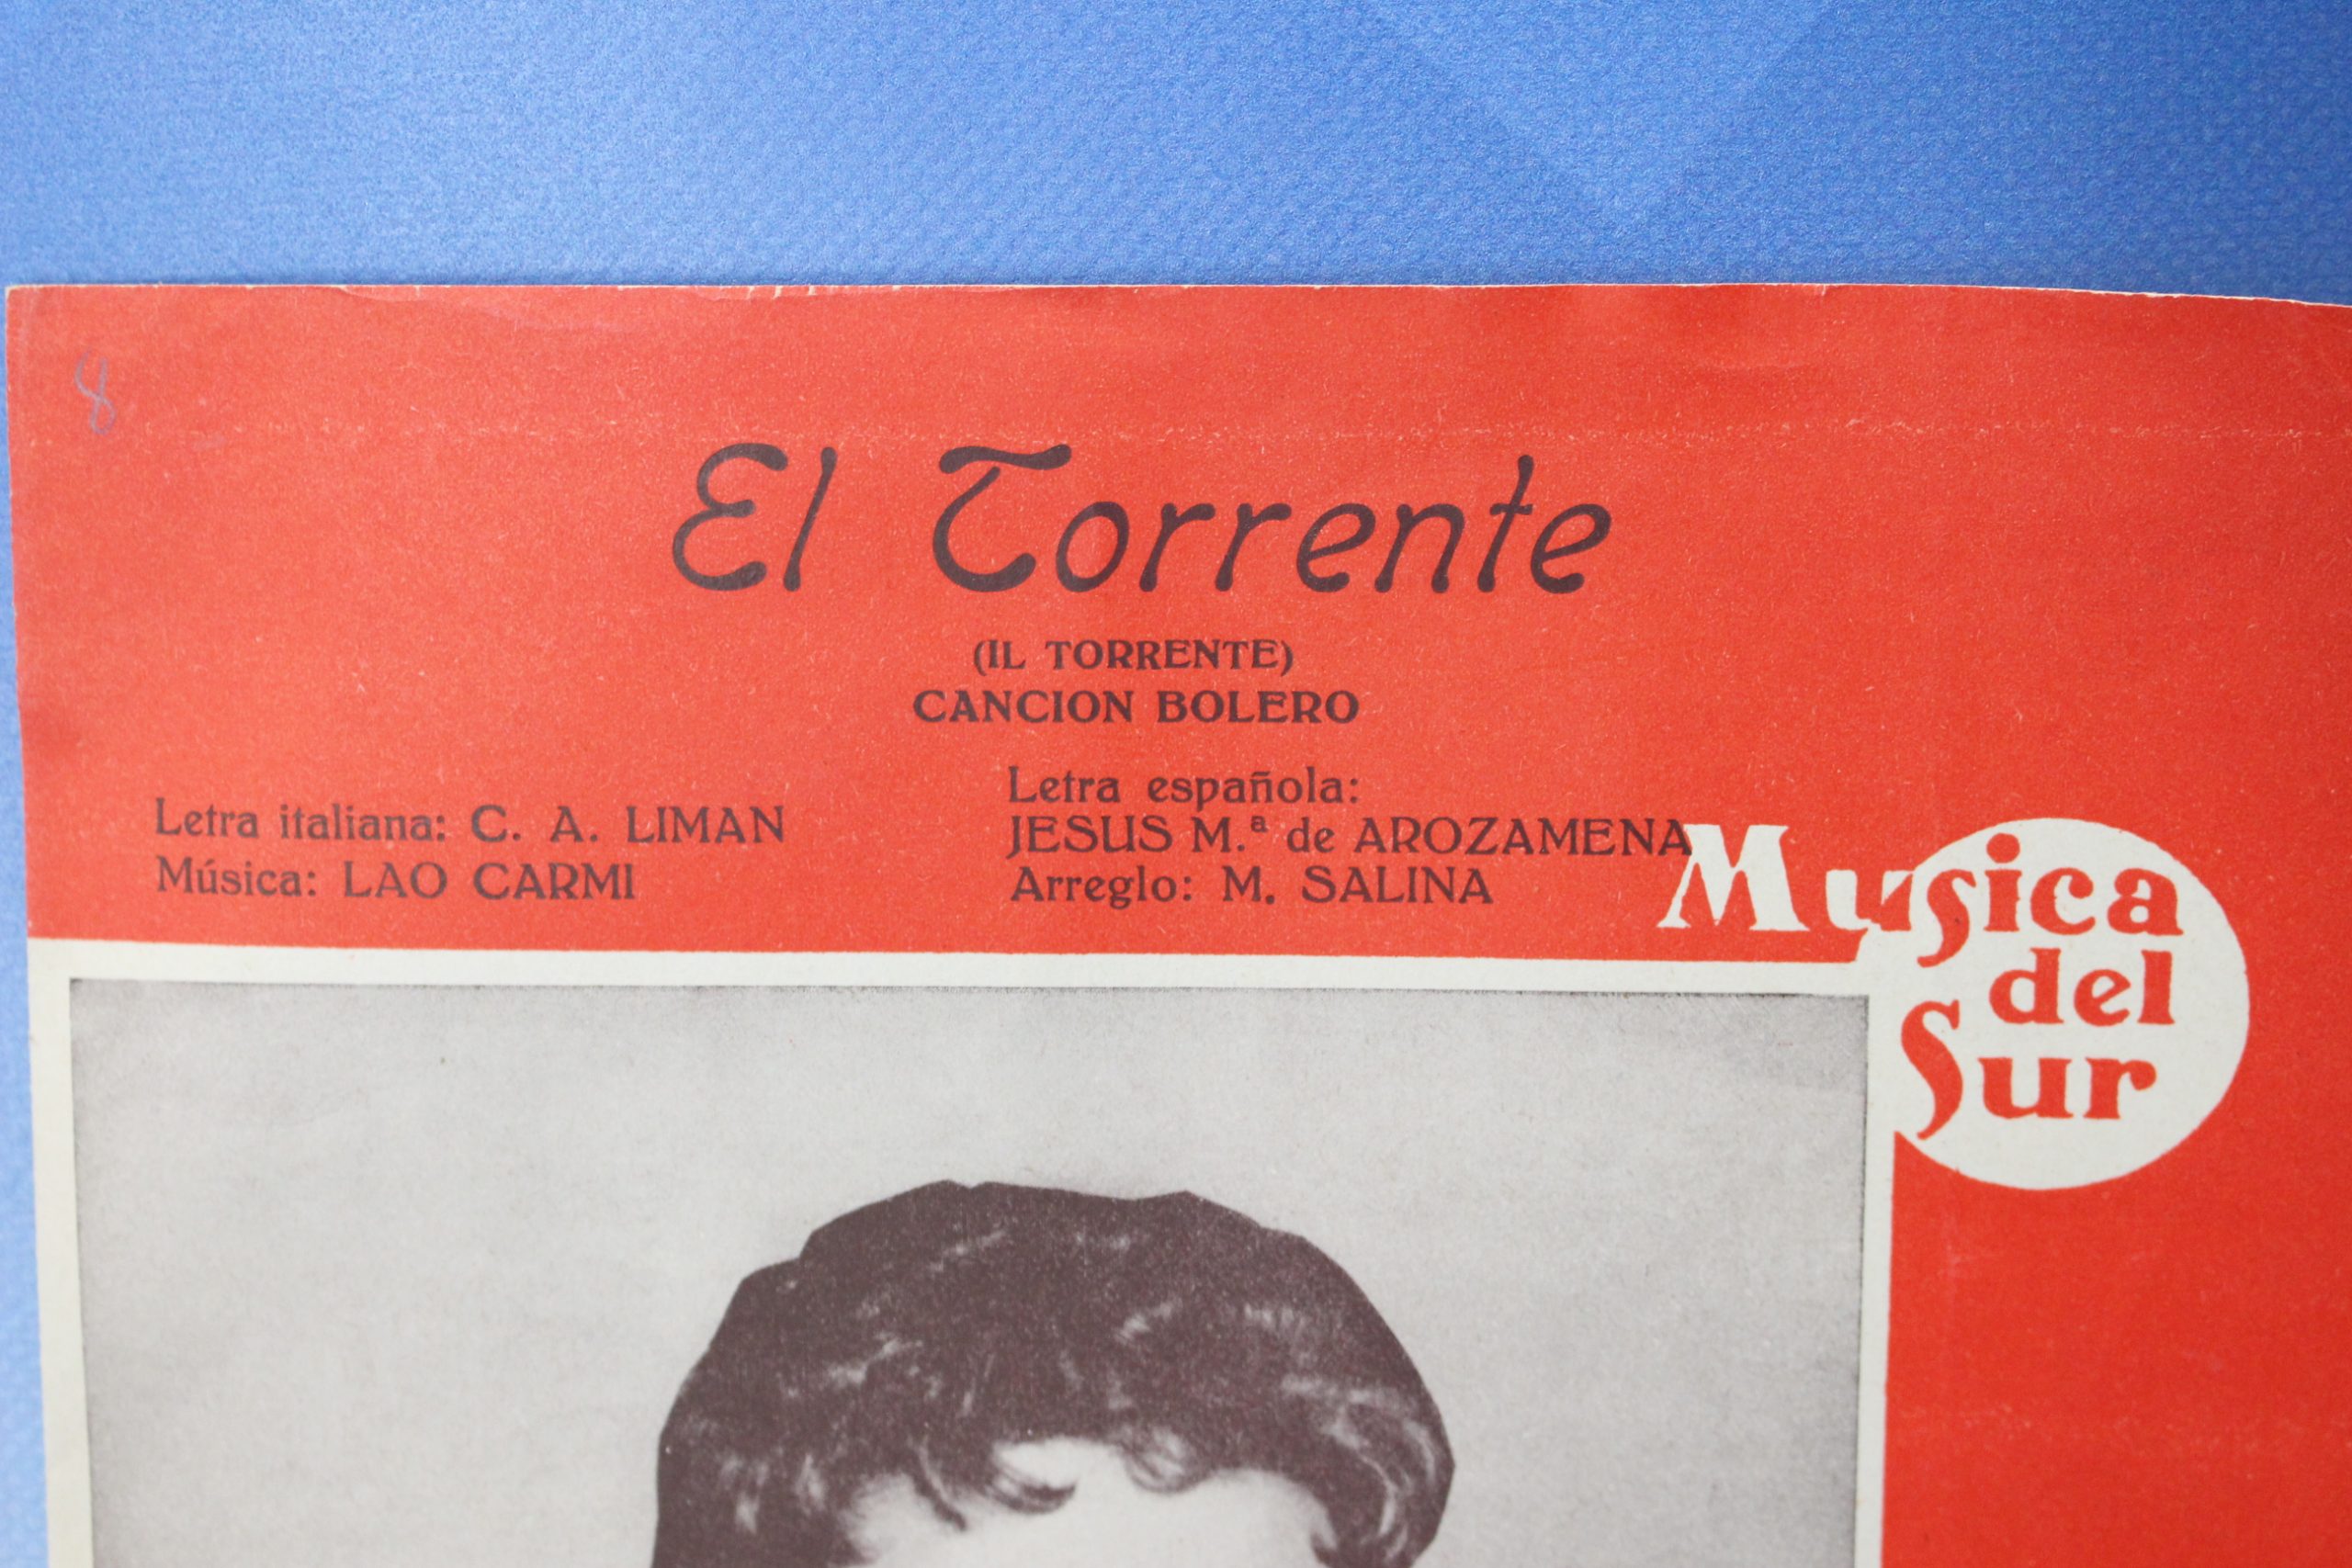 8
El Torrente
(IL TORRENTE)
CANCION BOLERO
Letra italiana: C. A. LIMAN
Música: LAO CARMI
Letra española:
JESUS M.ª de AROZAMENA
Arreglo: M. SALINA
Musica
del
Sur